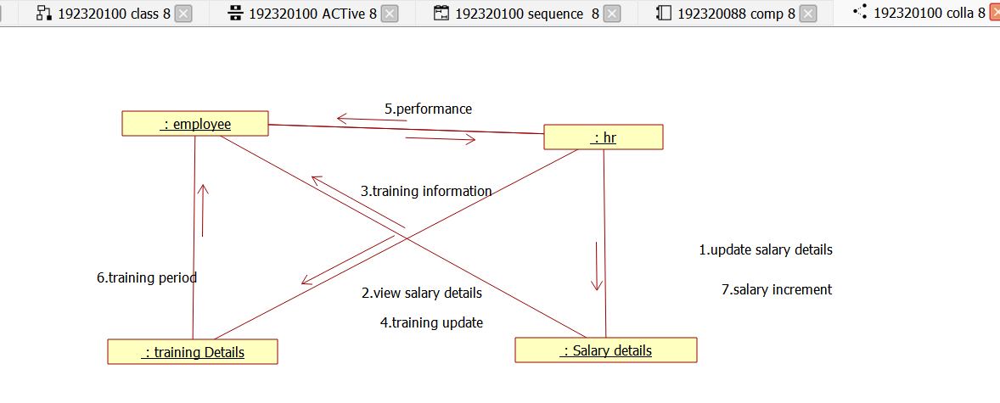 192320100 class 8
192320100 ACTive 8
192320100 sequence 8
192320088 comp 8
192320100 colla 8
5.performance
: employee
: hr
3.training information
1.update salary details
6.training period
2.view salary details
7.salary increment
4.training update
: training Details
: Salary details